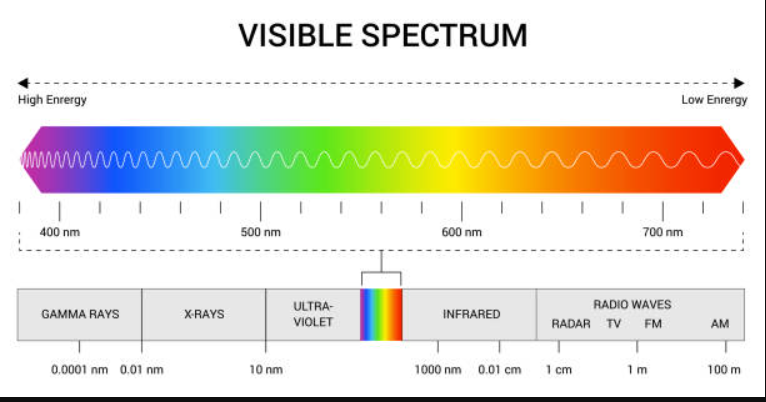 VISIBLE SPECTRUM
High Enrergy
Low Enrergy
400 nm 500 nm 600 nm 700 nm
GAMMA RAYS
X-RAYS
ULTRA-
VIOLET
INFRARED
RADIO WAVES
RADAR TV FM AM
0.0001 nm 0.01 nm 10 nm 1000 nm 0.01 cm 1 cm 1 m 100 m